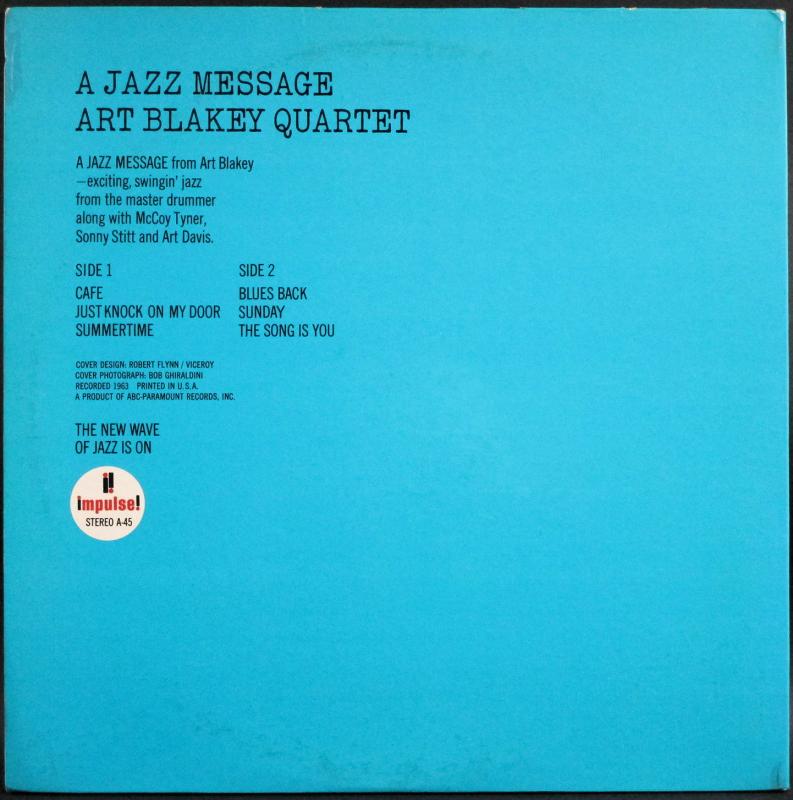 A JAZZ MESSAGE
ART BLAKEY QUARTET
A JAZZ MESSAGE from Art Blakey
—exciting, swingin' jazz
from the master drummer
along with McCoy Tyner,
Sonny Stitt and Art Davis.
SIDE 1
CAFE
JUST KNOCK ON MY DOOR
SUMMERTIME
SIDE 2
BLUES BACK
SUNDAY
THE SONG IS YOU
COVER DESIGN: ROBERT FLYNN / VICEROY
COVER PHOTOGRAPH: BOB GHIRALDINI
RECORDED 1963 PRINTED IN U.S.A.
A PRODUCT OF ABC-PARAMOUNT RECORDS, INC.
THE NEW WAVE
OF JAZZ IS ON
i!
impulse!
STEREO A-45